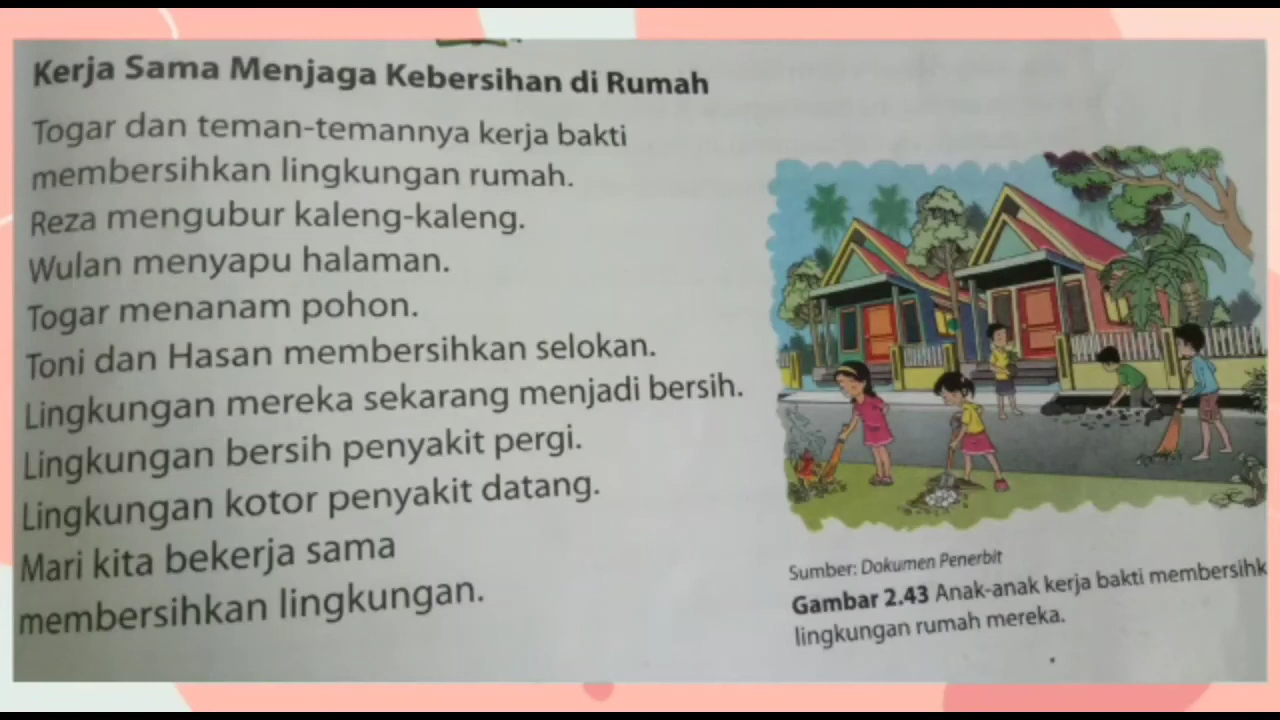 Kerja Sama Menjaga Kebersihan di Rumah
Togar dan teman-temannya kerja bakti
membersihkan lingkungan rumah.
Reza mengubur kaleng-kaleng.
Wulan menyapu halaman.
Togar menanam pohon.
Toni dan Hasan membersihkan selokan.
Lingkungan mereka sekarang menjadi bersih.
Lingkungan bersih penyakit pergi.
Lingkungan kotor penyakit datang.
Mari kita bekerja sama
membersihkan lingkungan.
Sumber: Dokumen Penerbit
Gambar 2.43 Anak-anak kerja bakti membersihk
lingkungan rumah mereka.